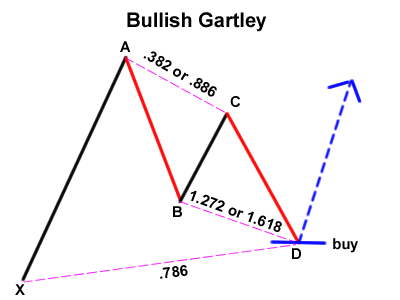 Bullish Gartley
A
.382 or .886
C
B
1.272 or 1.618
D
buy
.786
X